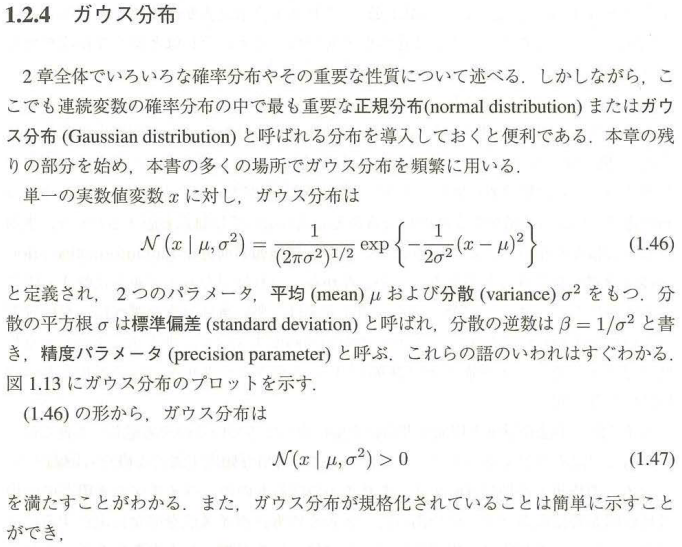 1.2.4 ガウス分布
2 章全体でいろいろな確率分布やその重要な性質について述べる．しかしながら，こ
こでも連続変数の確率分布の中で最も重要な正規分布(normal distribution) またはガウ
ス分布 (Gaussian distribution) と呼ばれる分布を導入しておくと便利である．本章の残
りの部分を始め，本書の多くの場所でガウス分布を頻繁に用いる．
単一の実数値変数 x に対し，ガウス分布は
N (x | μ, σ²) = 1/(2πσ²)^{1/2} exp { −1/(2σ²) (x − μ)² } (1.46)
と定義され， 2 つのパラメータ，平均 (mean) μ および分散 (variance) σ² をもつ．分
散の平方根 σ は標準偏差 (standard deviation) と呼ばれ，分散の逆数は β = 1/σ² と書
き，精度パラメータ (precision parameter) と呼ぶ．これらの語のいわれはすぐわかる．
図 1.13 にガウス分布のプロットを示す．
(1.46) の形から，ガウス分布は
N(x | μ, σ²) > 0 (1.47)
を満たすことがわかる．また，ガウス分布が規格化されていることは簡単に示すこと
ができ，